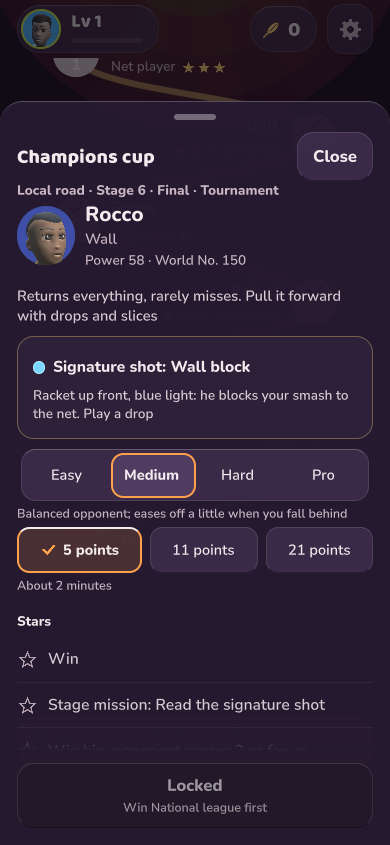 Lv 1
0
1
Net player ★★★
Champions cup
Close
Local road · Stage 6 · Final · Tournament
Rocco
Wall
Power 58 · World No. 150
Returns everything, rarely misses. Pull it forward
with drops and slices
Signature shot: Wall block
Racket up front, blue light: he blocks your smash to
the net. Play a drop
Easy
Medium
Hard
Pro
Balanced opponent; eases off a little when you fall behind
5 points
11 points
21 points
About 2 minutes
Stars
Win
Stage mission: Read the signature shot
Locked
Win National league first